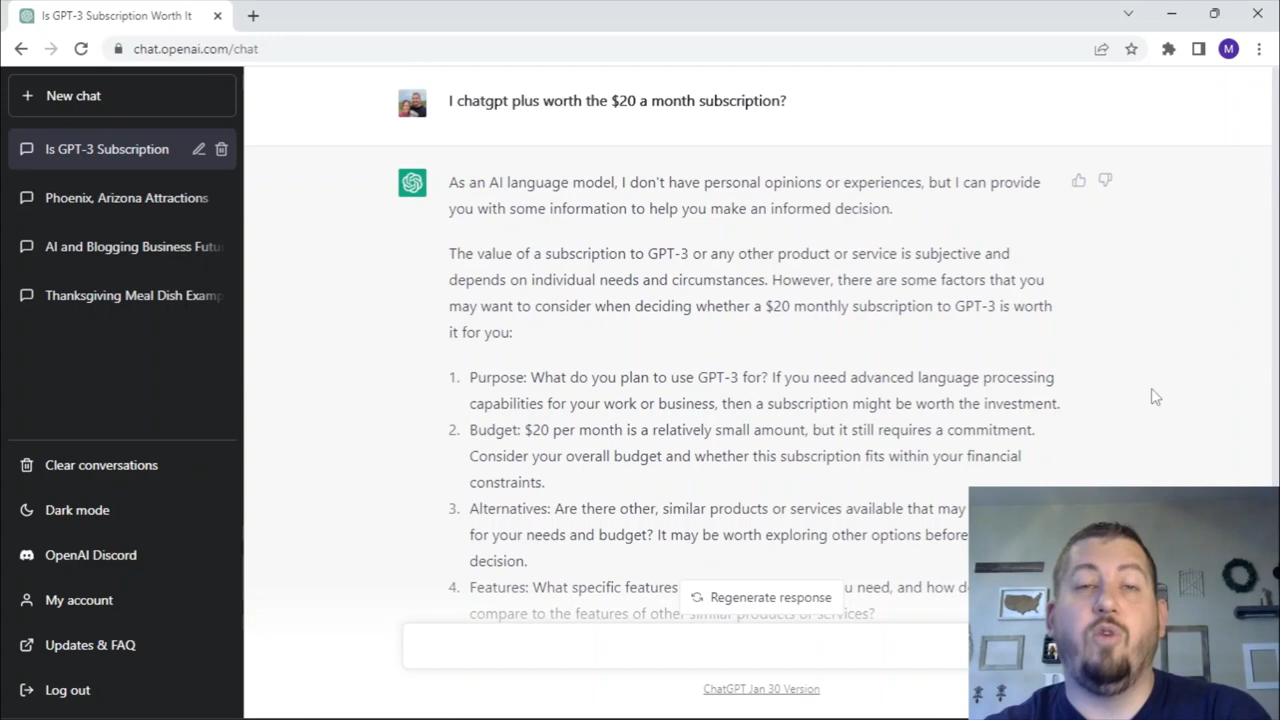 Is GPT-3 Subscription Worth It
chat.openai.com/chat
M
New chat
Is GPT-3 Subscription
Phoenix, Arizona Attractions
AI and Blogging Business Futu
Thanksgiving Meal Dish Examp
Clear conversations
Dark mode
OpenAI Discord
My account
Updates & FAQ
Log out
I chatgpt plus worth the $20 a month subscription?
As an AI language model, I don't have personal opinions or experiences, but I can provide
you with some information to help you make an informed decision.
The value of a subscription to GPT-3 or any other product or service is subjective and
depends on individual needs and circumstances. However, there are some factors that you
may want to consider when deciding whether a $20 monthly subscription to GPT-3 is worth
it for you:
1. Purpose: What do you plan to use GPT-3 for? If you need advanced language processing
capabilities for your work or business, then a subscription might be worth the investment.
2. Budget: $20 per month is a relatively small amount, but it still requires a commitment.
Consider your overall budget and whether this subscription fits within your financial
constraints.
3. Alternatives: Are there other, similar products or services available that may
for your needs and budget? It may be worth exploring other options before
decision.
4. Features: What specific features u need, and how d
compare to the features of other similar products or services?
Regenerate response
ChatGPT Jan 30 Version